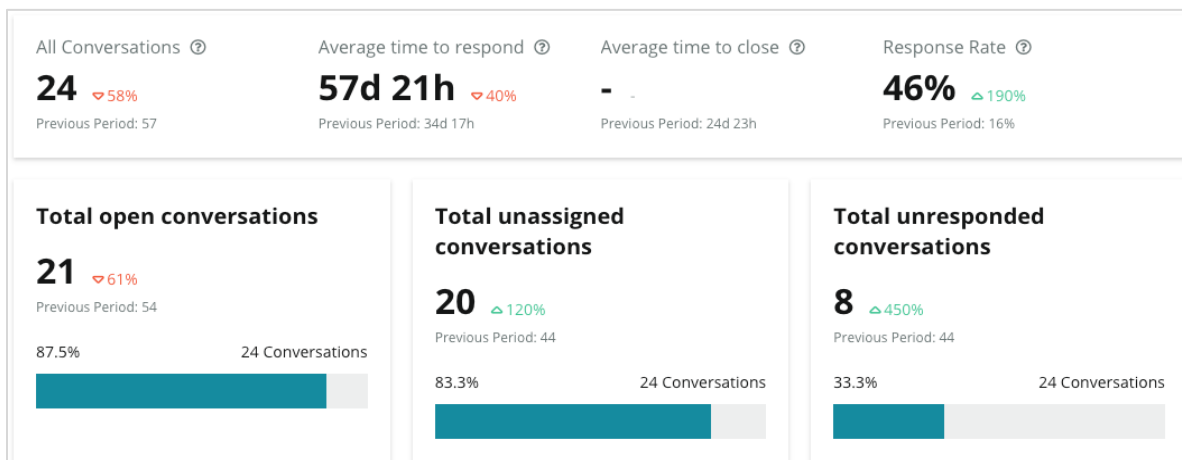 All Conversations
Average time to respond
Average time to close
Response Rate
24 58%
57d 21h 40%
- -
46% 190%
Previous Period: 57
Previous Period: 34d 17h
Previous Period: 24d 23h
Previous Period: 16%
Total open conversations
21 61%
Previous Period: 54
87.5% 24 Conversations
Total unassigned
conversations
20 120%
Previous Period: 44
83.3% 24 Conversations
Total unresponded
conversations
8 450%
Previous Period: 44
33.3% 24 Conversations